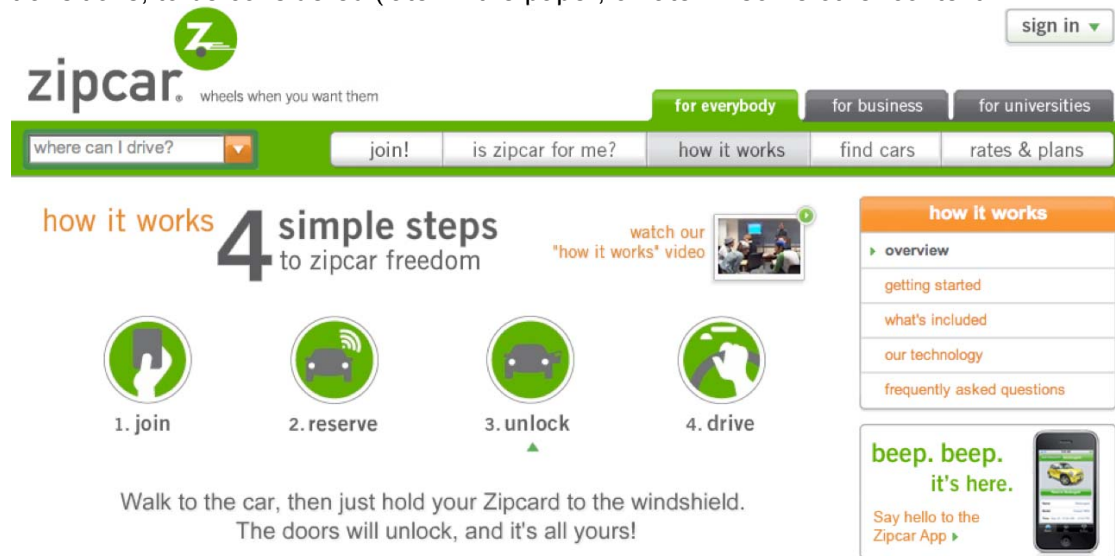 sign in
zipcar.
wheels when you want them
for everybody
for business
for universities
where can I drive?
join!
is zipcar for me?
how it works
find cars
rates & plans
how it works
4 simple steps
to zipcar freedom
watch our
"how it works" video
how it works
overview
getting started
what's included
our technology
frequently asked questions
1. join
2. reserve
3. unlock
4. drive
Walk to the car, then just hold your Zipcard to the windshield.
The doors will unlock, and it's all yours!
beep. beep.
it's here.
Say hello to the
Zipcar App